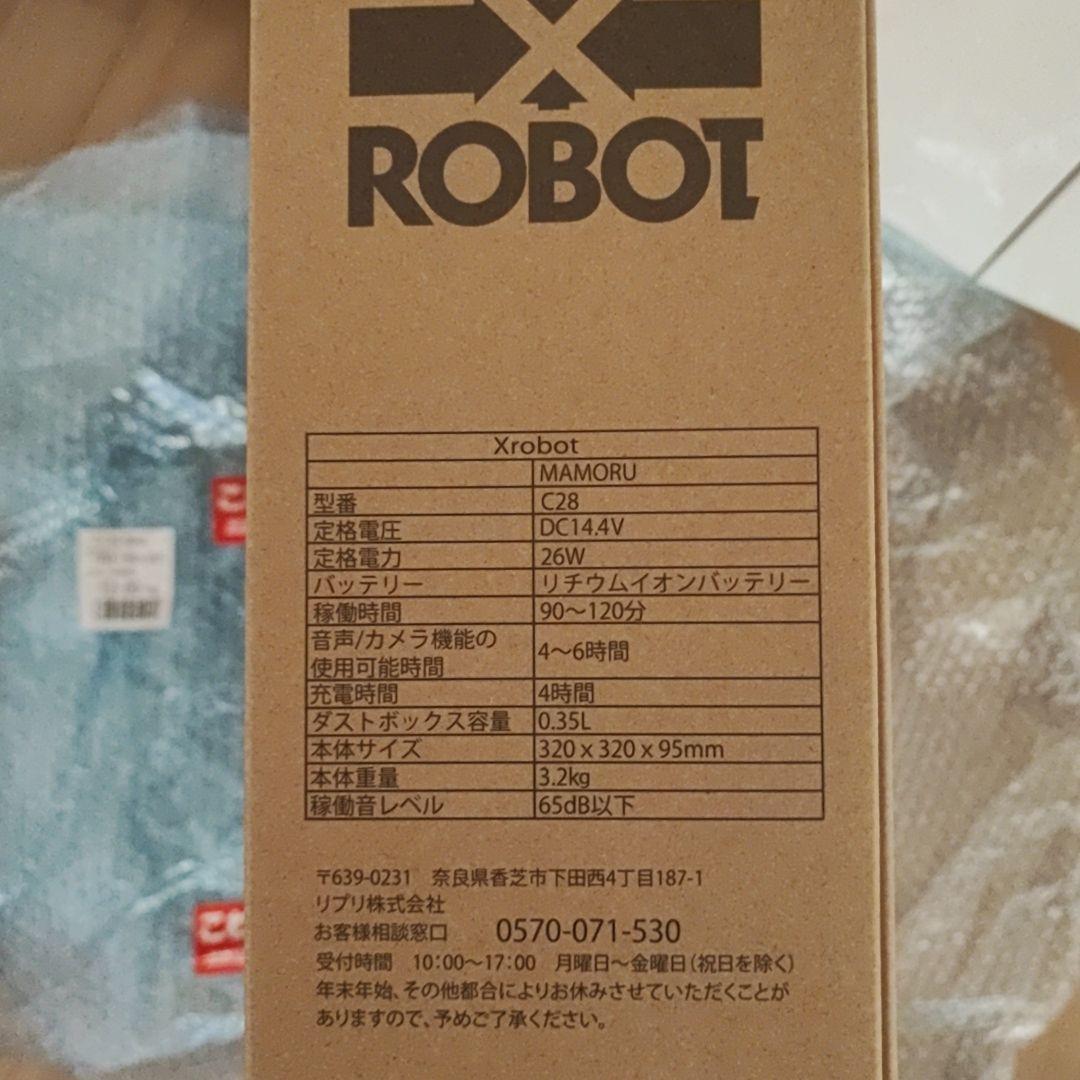 ROBOT
Xrobot
MAMORU
型番 C28
定格電圧 DC14.4V
定格電力 26W
バッテリー リチウムイオンバッテリー
稼働時間 90～120分
音声/カメラ機能の
使用可能時間 4～6時間
充電時間 4時間
ダストボックス容量 0.35L
本体サイズ 320 x 320 x 95mm
本体重量 3.2kg
稼働音レベル 65dB以下
〒639-0231 奈良県香芝市下田西4丁目187-1
リプリ株式会社
お客様相談窓口 0570-071-530
受付時間 10:00～17:00 月曜日～金曜日(祝日を除く)
年末年始、その他都合によりお休みさせていただくことが
ありますので、予めご了承ください。